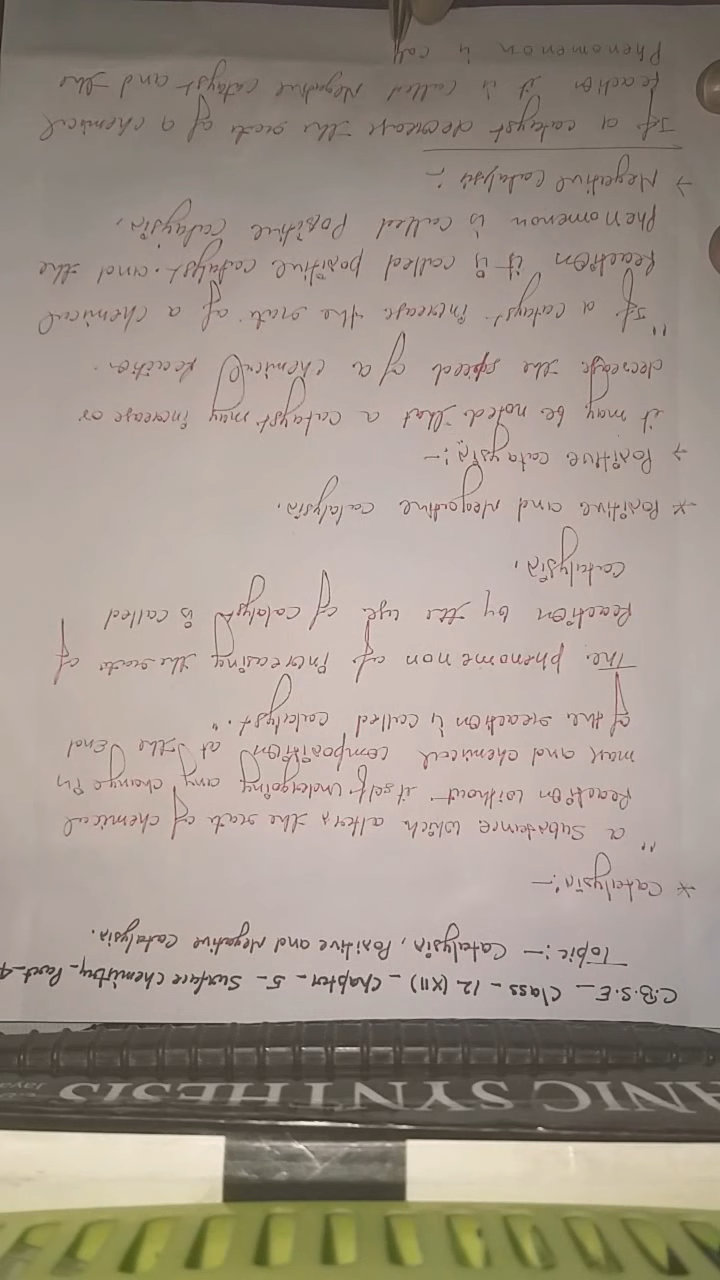 ANIC SYNTHESIS
C.B.S.E - Class - 12 (XII) - Chapter - 5 - Surface Chemistry - Part-4
Topic :- Catalysis, Positive and Negative Catalysis.
* Catalysis :-
" a Substance which alters the rate of chemical
Reaction without itself undergoing any change in
mass and chemical composition at the End
of the reaction is called catalyst. "
The phenomenon of increasing the rate of
Reaction by the use of catalyst is called
Catalysis.
* Positive and Negative catalysis.
→ Positive catalysis :-
it may be noted that a catalyst may increase or
decrease the speed of a chemical reaction.
" If a catalyst increase the rate of a chemical
Reaction it is called positive catalyst and the
Phenomenon is called Positive catalysis.
→ Negative Catalysis :-
If a catalyst decrease the rate of a chemical
Reaction it is called Negative catalyst and the
Phenomenon is call